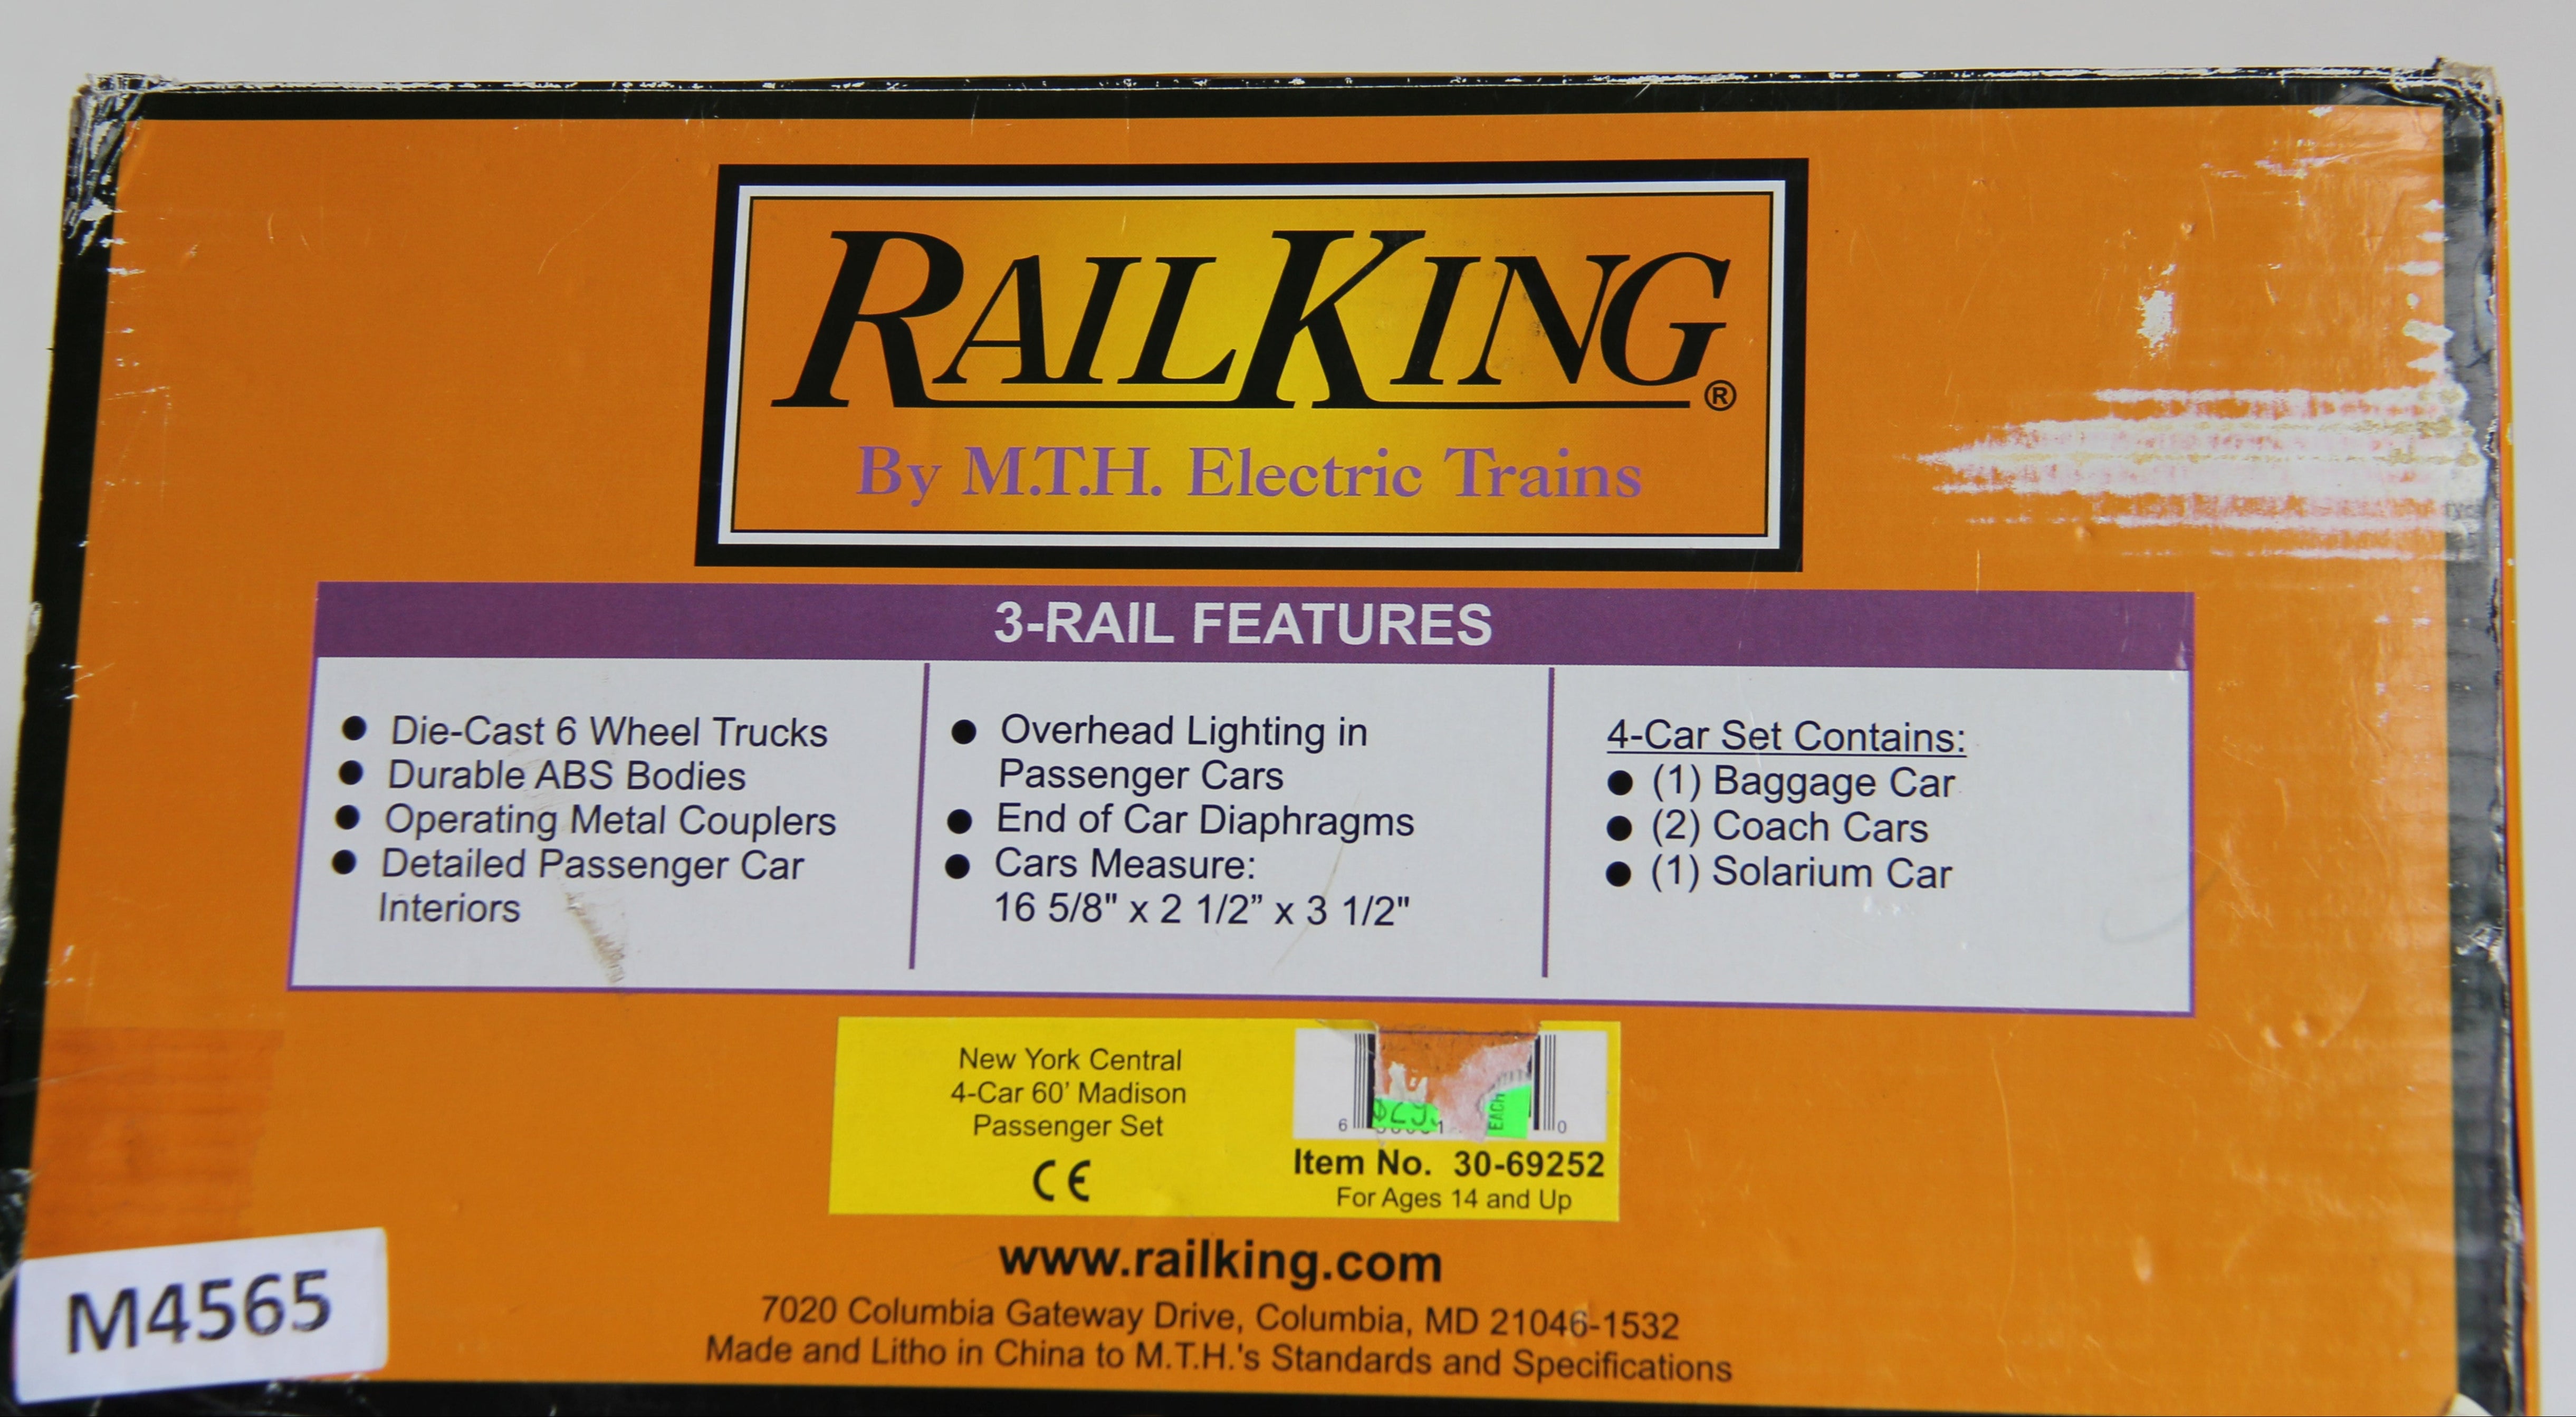 RAILKING®
By M.T.H. Electric Trains
3-RAIL FEATURES
● Die-Cast 6 Wheel Trucks
● Durable ABS Bodies
● Operating Metal Couplers
● Detailed Passenger Car
Interiors
● Overhead Lighting in
Passenger Cars
● End of Car Diaphragms
● Cars Measure:
16 5/8" x 2 1/2” x 3 1/2"
4-Car Set Contains:
● (1) Baggage Car
● (2) Coach Cars
● (1) Solarium Car
New York Central
4-Car 60’ Madison
Passenger Set
CE
EACH
6
0
Item No. 30-69252
For Ages 14 and Up
www.railking.com
7020 Columbia Gateway Drive, Columbia, MD 21046-1532
Made and Litho in China to M.T.H.'s Standards and Specifications
M4565